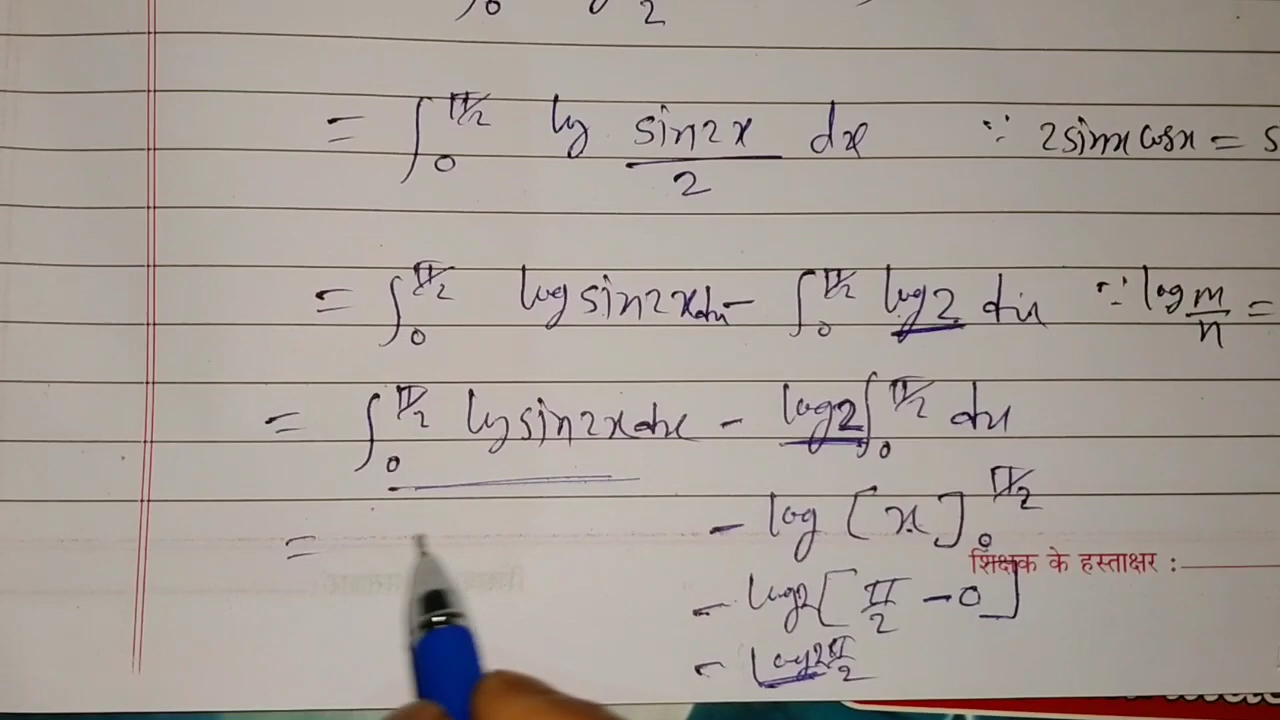 ∫₀ 2
= ∫₀^π/2 log sin2x/2 dx ∵ 2sinx cosx = s
= ∫₀^π/2 log sin2x dx - ∫₀^π/2 log2 dx ∵ log m/n =
= ∫₀^π/2 log sin2x dx - log2 ∫₀^π/2 dx
- log [x]₀^π/2
शिक्षक के हस्ताक्षर :
=
- log2[π/2 - 0]
- log2 π/2